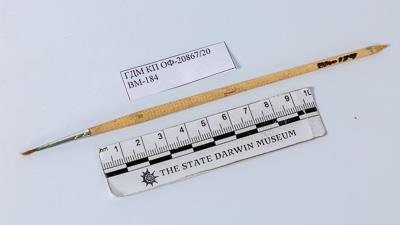 ГДМ КП ОФ-20867/20
ВМ-184
cm 1 2 3 4 5 6 7 8 9 10
THE STATE DARWIN MUSEUM